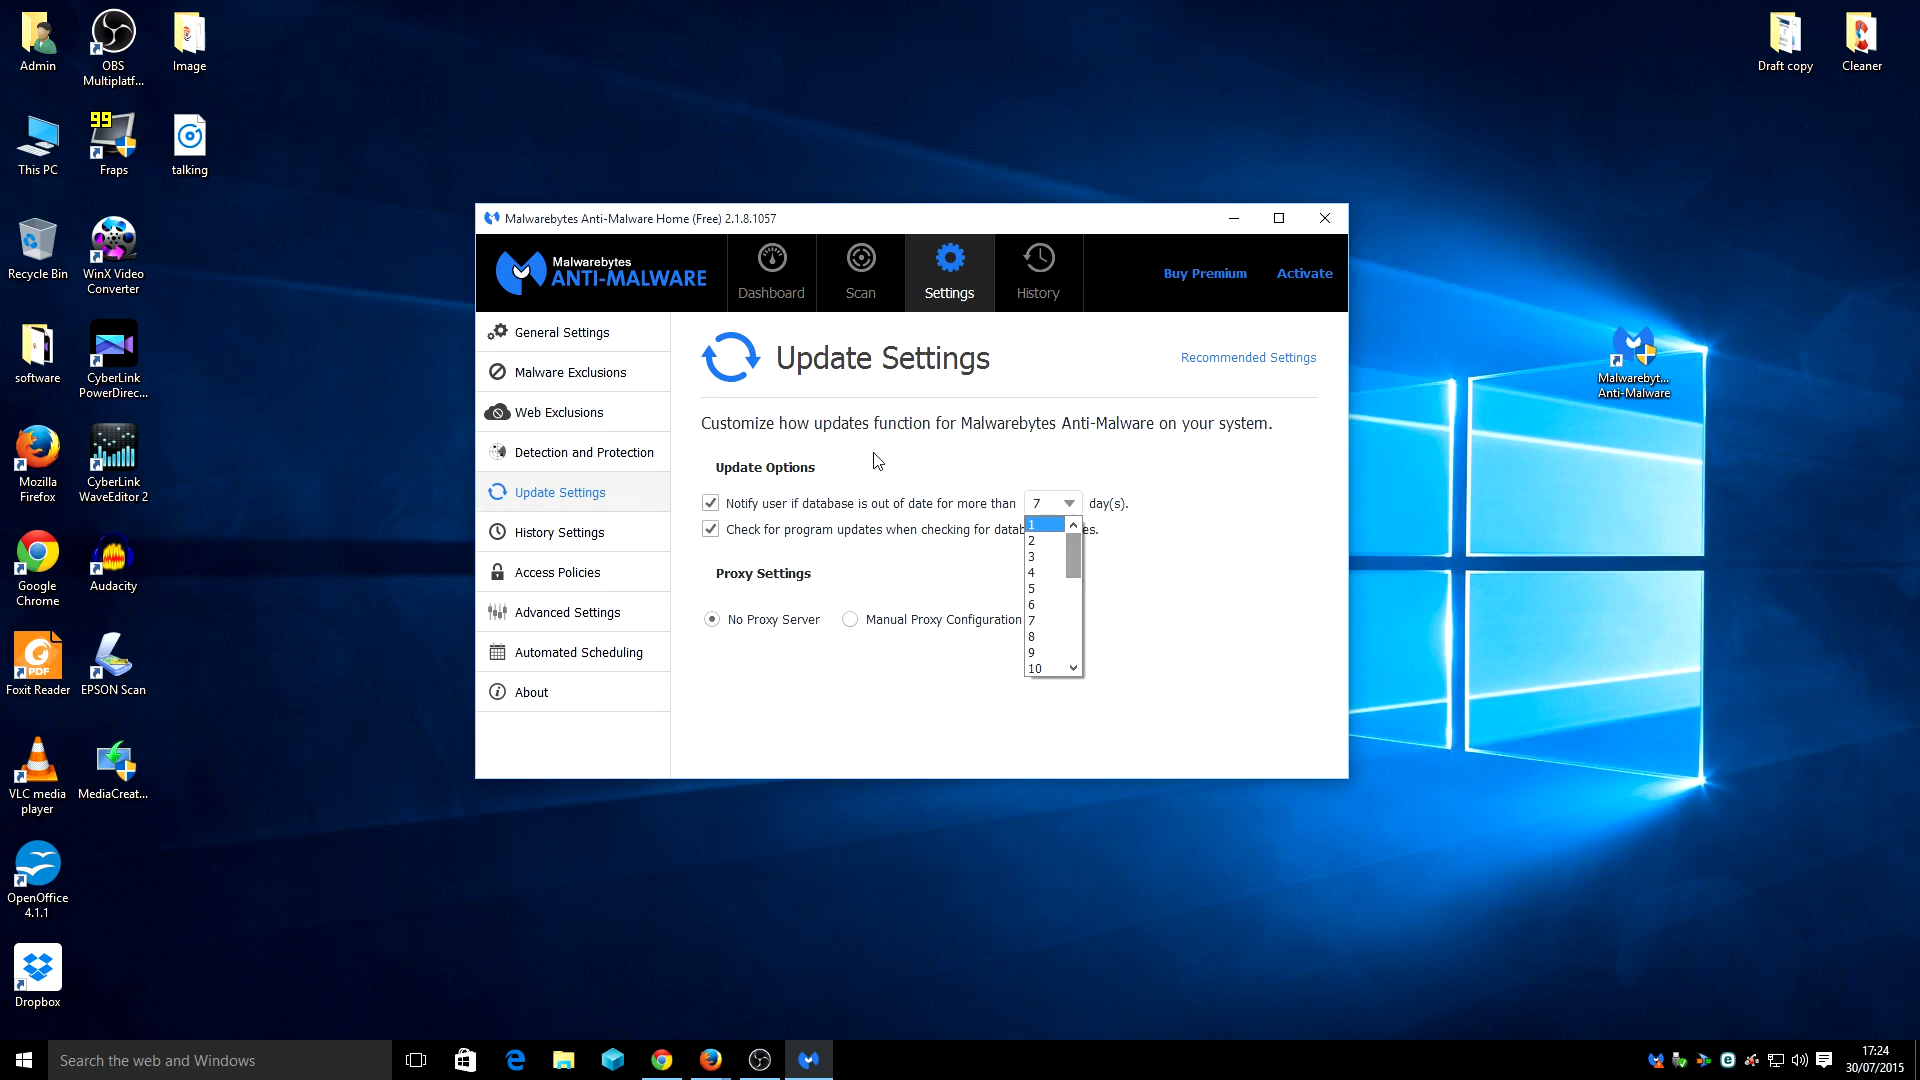 Admin
OBS
Multiplatf...
Image
Draft copy
Cleaner
99
This PC
Fraps
talking
Recycle Bin
WinX Video
Converter
software
CyberLink
PowerDirec...
Mozilla
Firefox
CyberLink
WaveEditor 2
Google
Chrome
Audacity
PDF
Foxit Reader
EPSON Scan
VLC media
player
MediaCreat...
OpenOffice
4.1.1
Dropbox
Malwarebyt...
Anti-Malware
Malwarebytes Anti-Malware Home (Free) 2.1.8.1057
Malwarebytes
ANTI-MALWARE
Dashboard
Scan
Settings
History
Buy Premium
Activate
General Settings
Malware Exclusions
Web Exclusions
Detection and Protection
Update Settings
History Settings
Access Policies
Advanced Settings
Automated Scheduling
About
Update Settings
Recommended Settings
Customize how updates function for Malwarebytes Anti-Malware on your system.
Update Options
Notify user if database is out of date for more than 7 day(s).
Check for program updates when checking for datab es.
1
2
3
4
5
6
7
8
9
10
Proxy Settings
No Proxy Server
Manual Proxy Configuration
Search the web and Windows
17:24
30/07/2015